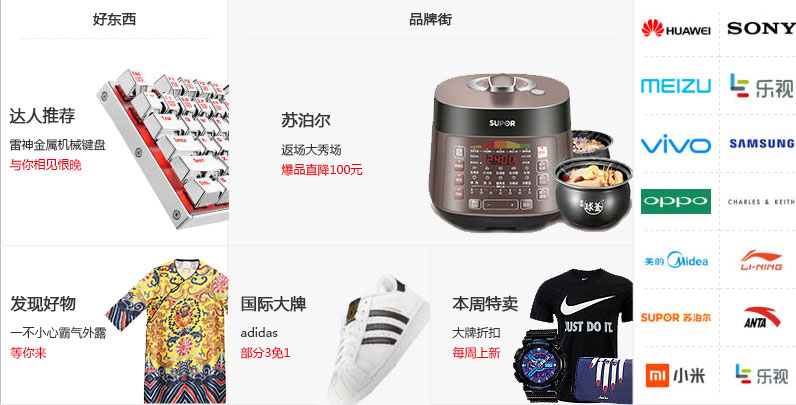 好东西
达人推荐
雷神金属机械键盘
与你相见恨晚
品牌街
苏泊尔
返场大秀场
爆品直降100元
SUPOR
2400
球釜
发现好物
一不小心霸气外露
等你来
国际大牌
adidas
部分3免1
本周特卖
大牌折扣
每周上新
JUST DO IT.
HUAWEI
SONY
MEIZU
乐视
vivo
SAMSUNG
oppo
CHARLES & KEITH
美的 Midea
LI-NING
SUPOR 苏泊尔
ANTA
mi 小米
乐视